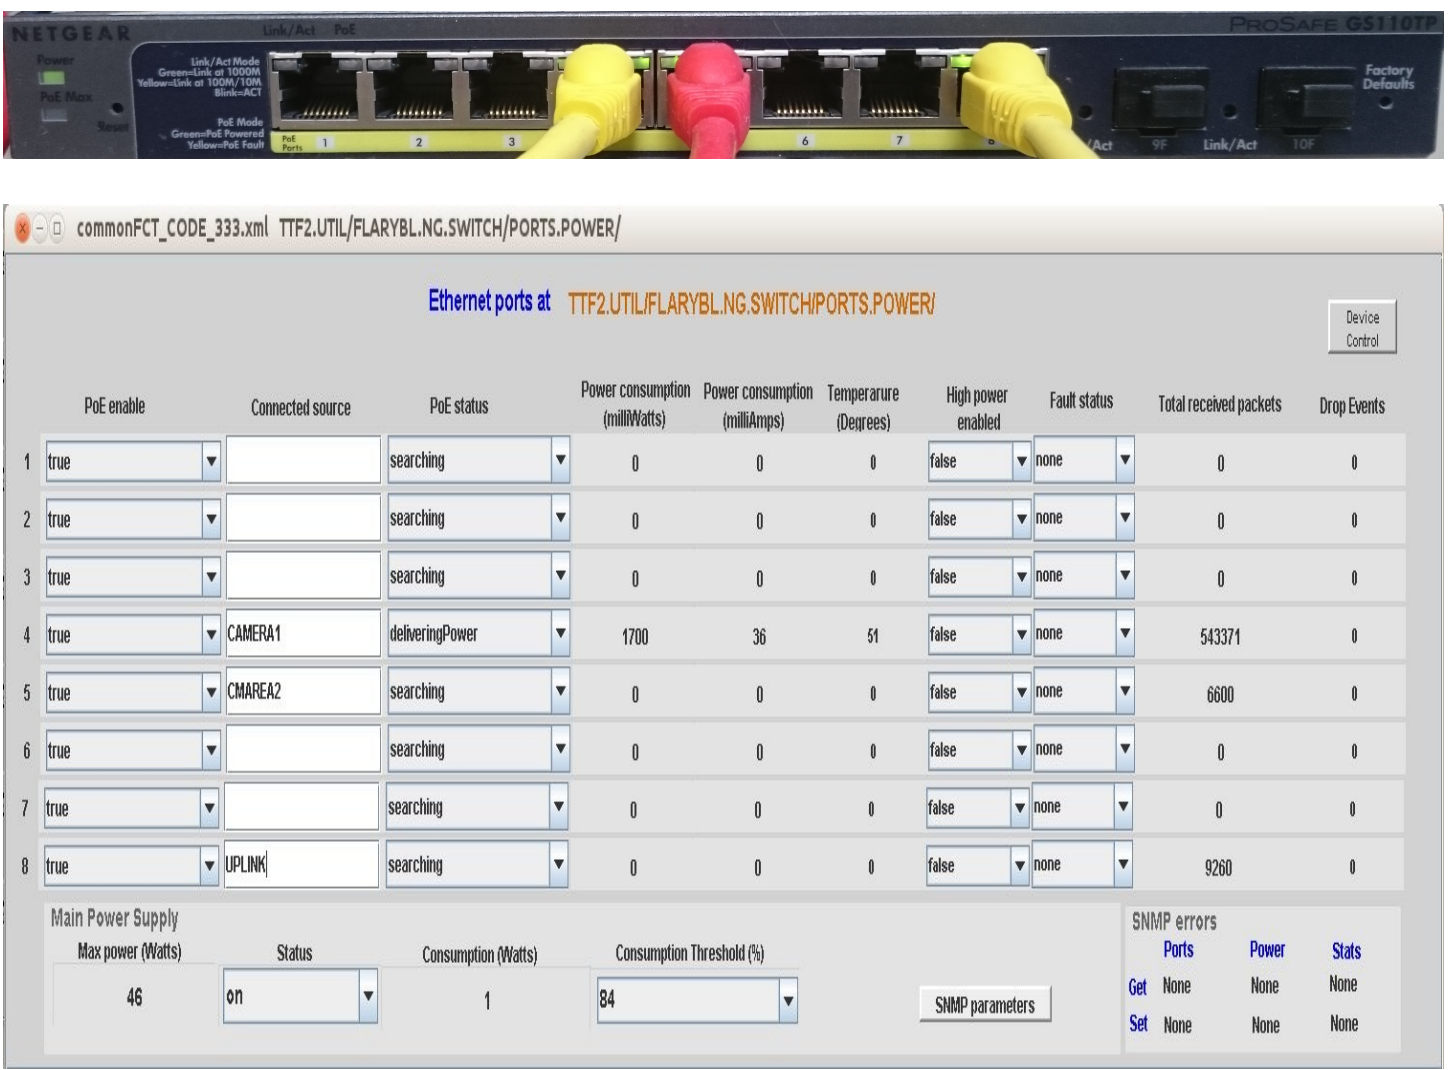 NETGEAR Link/Act PoE PROSAFE GS110TP
Power
PoE Max
Reset
Link/Act Mode
Green=Link at 1000M
Yellow=Link at 100M/10M
Blink=ACT
PoE Mode
Green=PoE Powered
Yellow=PoE Fault
PoE Ports 1 2 3 6 7 8
/Act 9F Link/Act 10F
Factory
Defaults
commonFCT_CODE_333.xml TTF2.UTIL/FLARYBL.NG.SWITCH/PORTS.POWER/
Ethernet ports at TTF2.UTIL/FLARYBL.NG.SWITCH/PORTS.POWER/
Device
Control
PoE enable Connected source PoE status Power consumption (milliWatts) Power consumption (milliAmps) Temperarure (Degrees) High power enabled Fault status Total received packets Drop Events
1 true searching 0 0 0 false none 0 0
2 true searching 0 0 0 false none 0 0
3 true searching 0 0 0 false none 0 0
4 true CAMERA1 deliveringPower 1700 36 51 false none 543371 0
5 true CMAREA2 searching 0 0 0 false none 6600 0
6 true searching 0 0 0 false none 0 0
7 true searching 0 0 0 false none 0 0
8 true UPLINK searching 0 0 0 false none 9260 0
Main Power Supply
Max power (Watts) Status Consumption (Watts) Consumption Threshold (%)
46 on 1 84
SNMP parameters
SNMP errors
Ports Power Stats
Get None None None
Set None None None